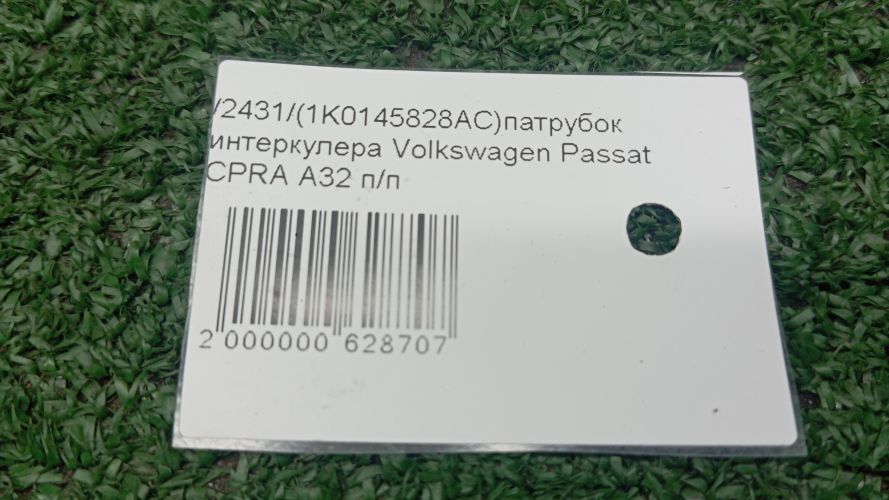 /2431/(1K0145828AC)патрубок
интеркулера Volkswagen Passat
CPRA A32 п/п
2 000000 628707